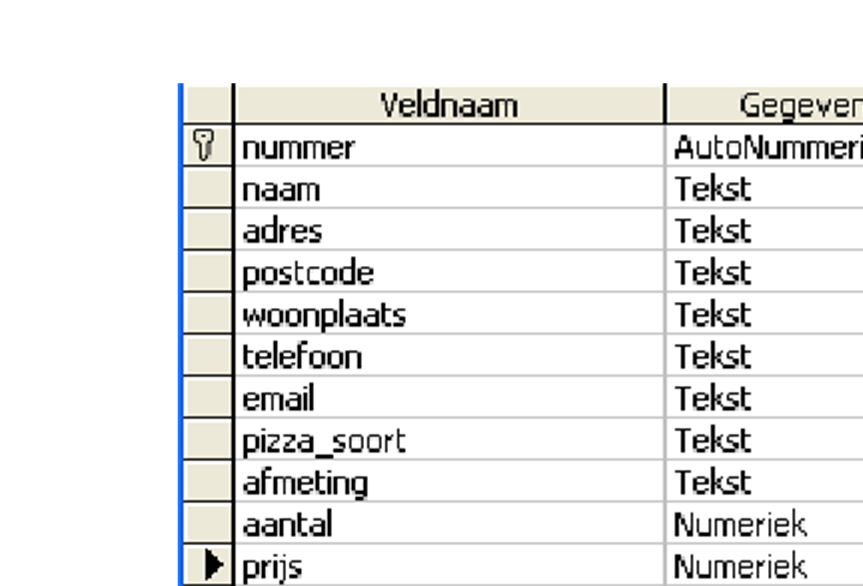 Veldnaam Gegeven
nummer AutoNummeri
naam Tekst
adres Tekst
postcode Tekst
woonplaats Tekst
telefoon Tekst
email Tekst
pizza_soort Tekst
afmeting Tekst
aantal Numeriek
prijs Numeriek